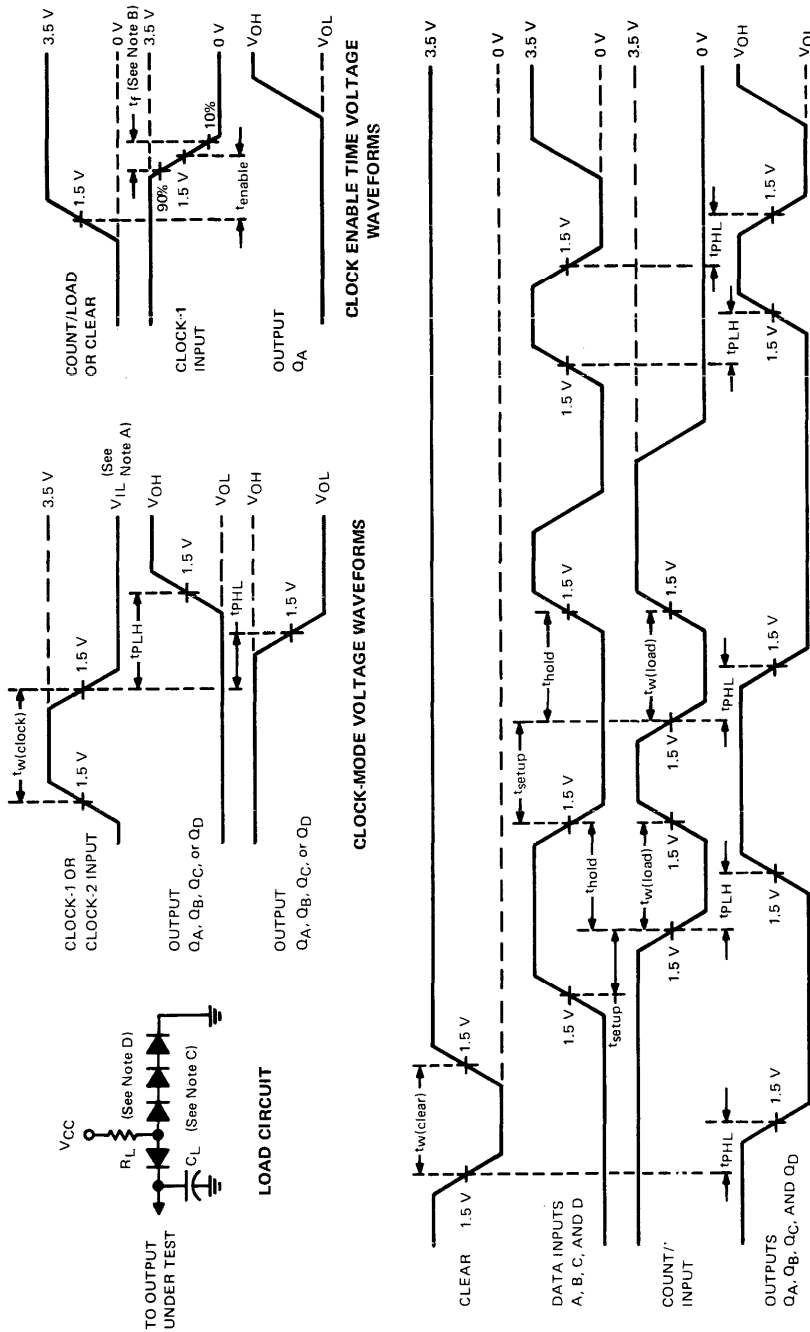 VCC
RL
(See Note D)
TO OUTPUT
UNDER TEST
CL
(See Note C)
LOAD CIRCUIT
tw(clock)
CLOCK-1 OR
CLOCK-2 INPUT
1.5 V
1.5 V
3.5 V
VIL (See
Note A)
tPLH
OUTPUT
QA, QB, QC, or QD
1.5 V
VOH
VOL
tPHL
OUTPUT
QA, QB, QC, or QD
1.5 V
VOH
VOL
CLOCK-MODE VOLTAGE WAVEFORMS
COUNT/LOAD
OR CLEAR
1.5 V
3.5 V
0 V
tf (See Note B)
CLOCK-1
INPUT
90%
1.5 V
10%
3.5 V
0 V
tenable
OUTPUT
QA
VOH
VOL
CLOCK ENABLE TIME VOLTAGE
WAVEFORMS
CLEAR
1.5 V
tw(clear)
1.5 V
3.5 V
0 V
DATA INPUTS
A, B, C, AND D
1.5 V
1.5 V
1.5 V
1.5 V
1.5 V
3.5 V
0 V
tsetup
thold
tsetup
thold
COUNT/
INPUT
1.5 V
tw(load)
1.5 V
1.5 V
tw(load)
1.5 V
3.5 V
0 V
tPHL
tPLH
tPHL
tPLH
tPHL
OUTPUTS
QA, QB, QC, AND QD
1.5 V
1.5 V
1.5 V
1.5 V
1.5 V
VOH
VOL